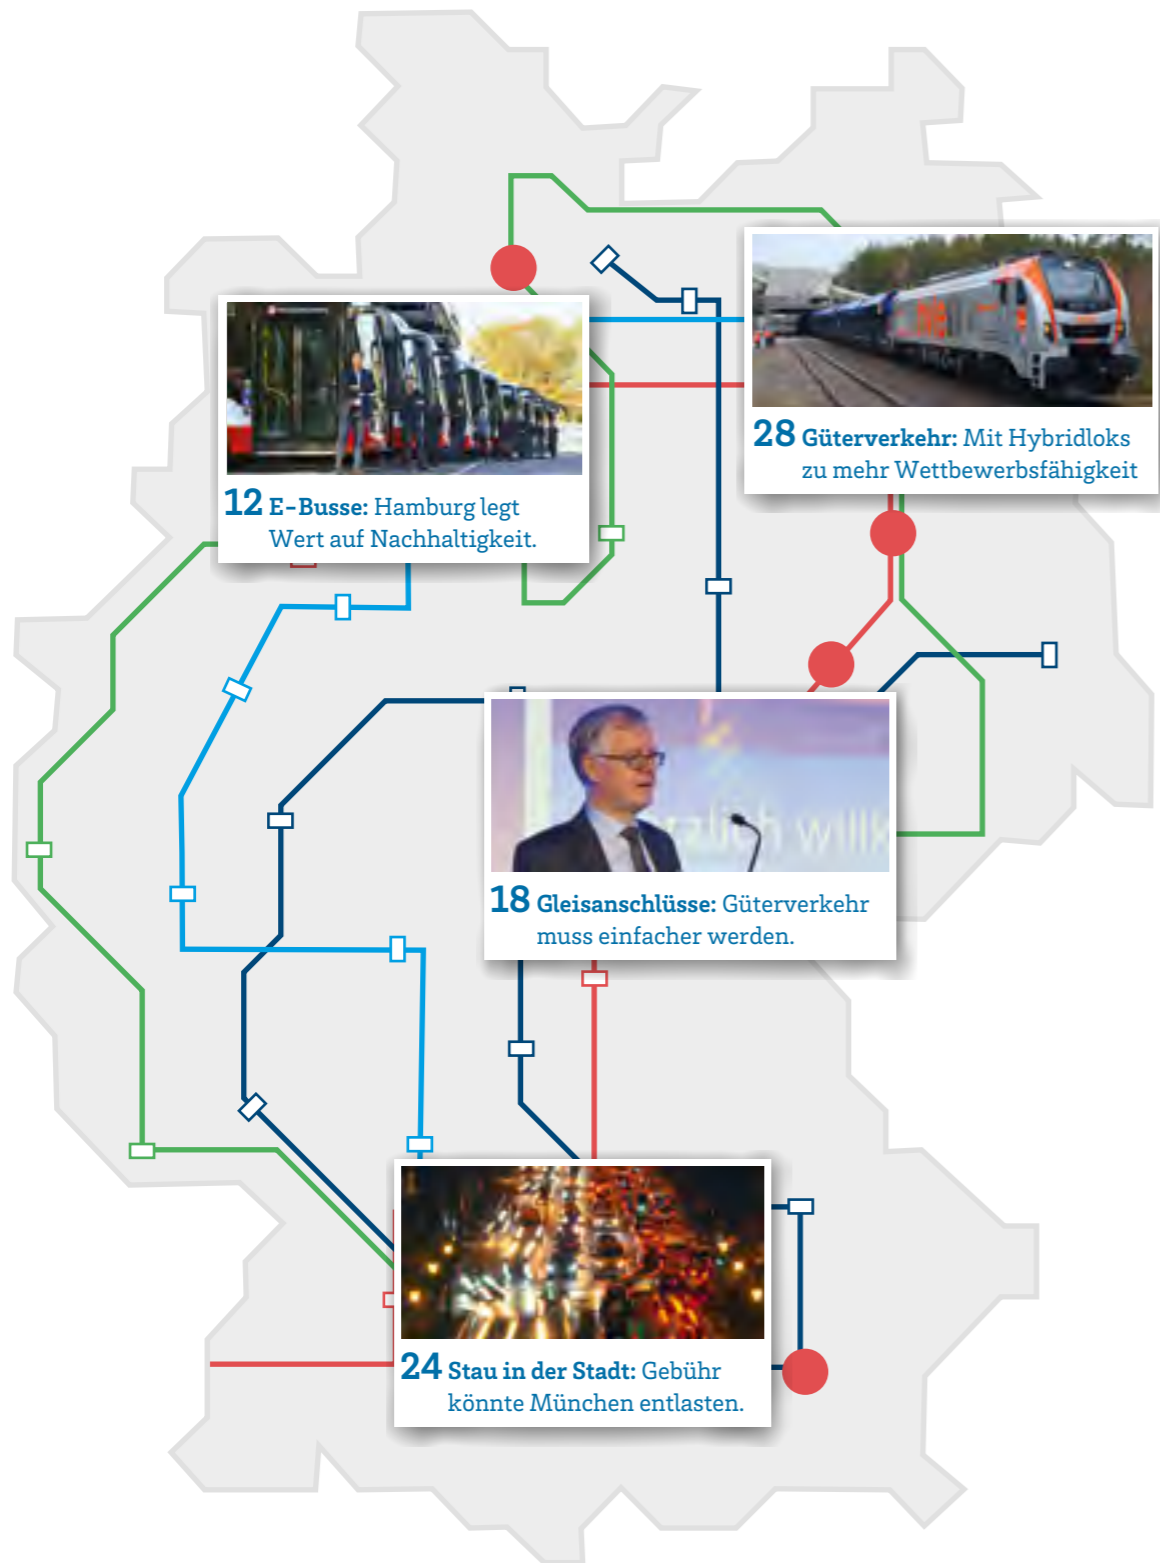 28 Güterverkehr: Mit Hybridloks
zu mehr Wettbewerbsfähigkeit
12 E-Busse: Hamburg legt
Wert auf Nachhaltigkeit.
18 Gleisanschlüsse: Güterverkehr
muss einfacher werden.
24 Stau in der Stadt: Gebühr
könnte München entlasten.